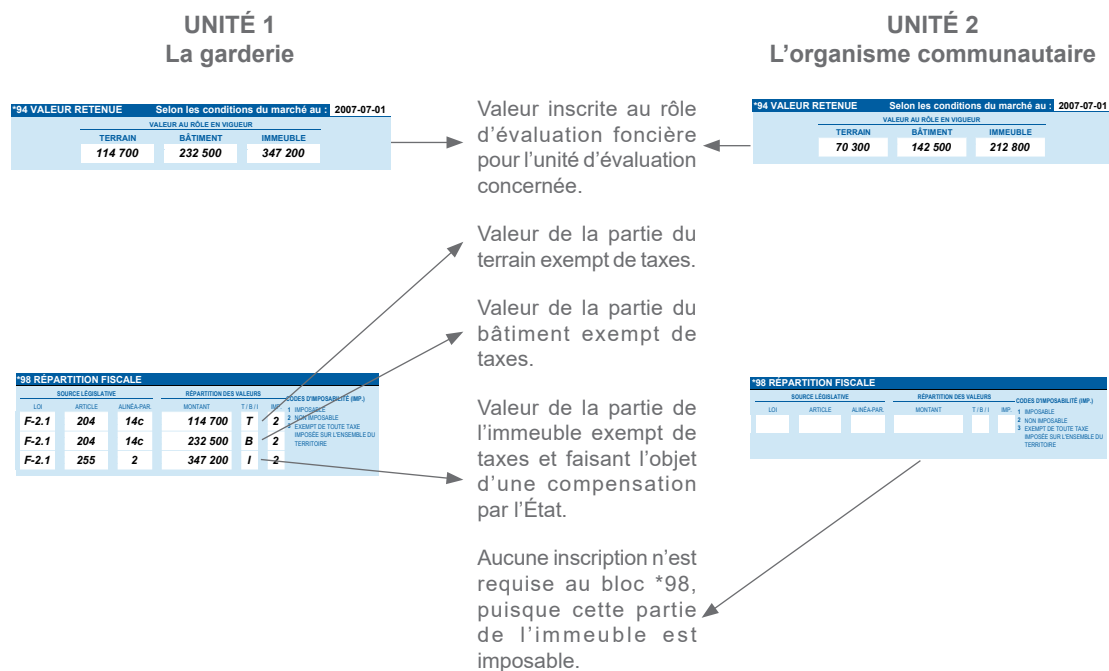 UNITÉ 1
La garderie
*94 VALEUR RETENUE Selon les conditions du marché au : 2007-07-01
VALEUR AU RÔLE EN VIGUEUR
TERRAIN BÂTIMENT IMMEUBLE
114 700 232 500 347 200
UNITÉ 2
L’organisme communautaire
*94 VALEUR RETENUE Selon les conditions du marché au : 2007-07-01
VALEUR AU RÔLE EN VIGUEUR
TERRAIN BÂTIMENT IMMEUBLE
70 300 142 500 212 800
Valeur inscrite au rôle
d’évaluation foncière
pour l’unité d’évaluation
concernée.
Valeur de la partie du
terrain exempt de taxes.
Valeur de la partie du
bâtiment exempt de
taxes.
Valeur de la partie de
l’immeuble exempt de
taxes et faisant l’objet
d’une compensation
par l’État.
Aucune inscription n’est
requise au bloc *98,
puisque cette partie
de l’immeuble est
imposable.
*98 RÉPARTITION FISCALE
SOURCE LÉGISLATIVE RÉPARTITION DES VALEURS CODES D'IMPOSABILITÉ (IMP.)
LOI ARTICLE ALINÉA-PAR. MONTANT T / B / I IMP.
1 IMPOSABLE
2 NON IMPOSABLE
3 EXEMPT DE TOUTE TAXE
IMPOSÉE SUR L'ENSEMBLE DU
TERRITOIRE
F-2.1 204 14c 114 700 T 2
F-2.1 204 14c 232 500 B 2
F-2.1 255 2 347 200 I 2
*98 RÉPARTITION FISCALE
SOURCE LÉGISLATIVE RÉPARTITION DES VALEURS CODES D'IMPOSABILITÉ (IMP.)
LOI ARTICLE ALINÉA-PAR. MONTANT T / B / I IMP.
1 IMPOSABLE
2 NON IMPOSABLE
3 EXEMPT DE TOUTE TAXE
IMPOSÉE SUR L'ENSEMBLE DU
TERRITOIRE